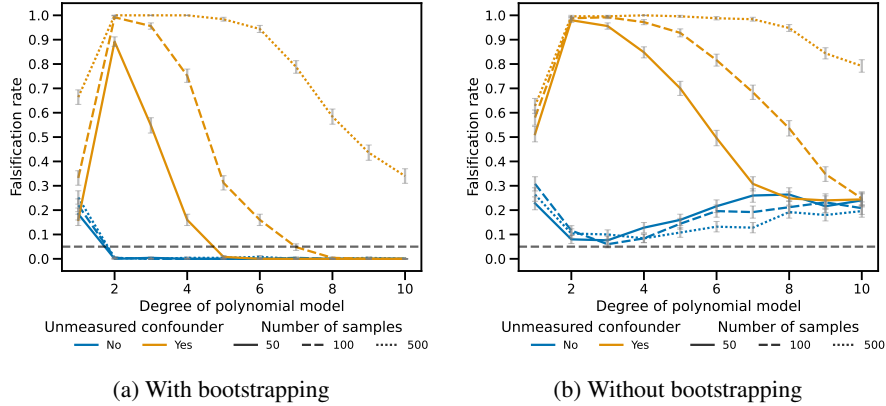 1.0
0.9
0.8
0.7
0.6
0.5
0.4
0.3
0.2
0.1
0.0
Falsification rate
2 4 6 8 10
Degree of polynomial model
Unmeasured confounder Number of samples
No Yes 50 100 500
(a) With bootstrapping
1.0
0.9
0.8
0.7
0.6
0.5
0.4
0.3
0.2
0.1
0.0
Falsification rate
2 4 6 8 10
Degree of polynomial model
Unmeasured confounder Number of samples
No Yes 50 100 500
(b) Without bootstrapping